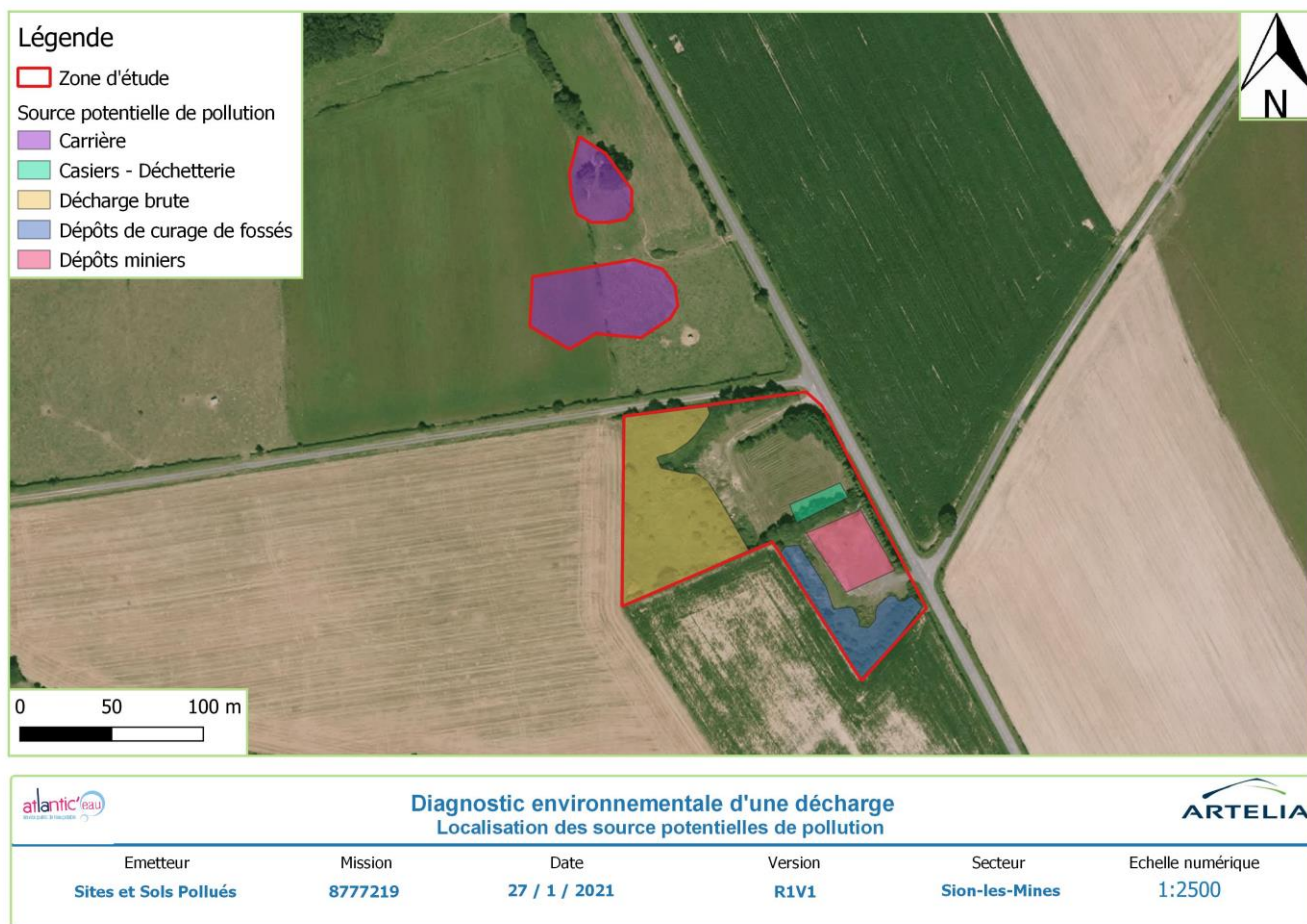 Légende
Zone d'étude
Source potentielle de pollution
Carrière
Casiers - Déchetterie
Décharge brute
Dépôts de curage de fossés
Dépôts miniers
N
0 50 100 m
atlantic'eau
Diagnostic environnementale d'une décharge
Localisation des source potentielles de pollution
ARTELIA
Emetteur Mission Date Version Secteur Echelle numérique
Sites et Sols Pollués 8777219 27 / 1 / 2021 R1V1 Sion-les-Mines 1:2500